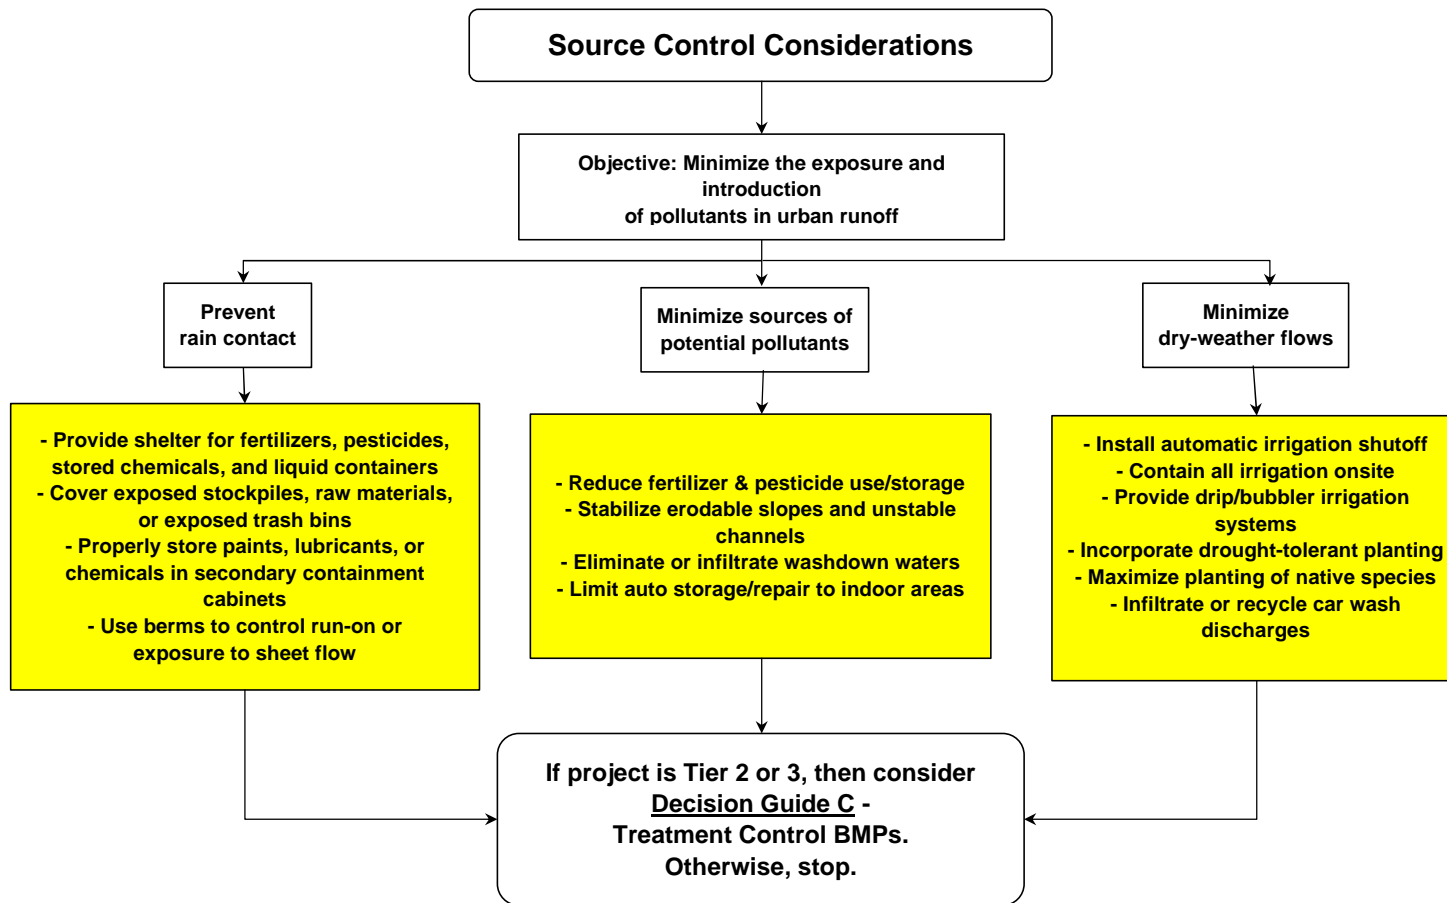 Source Control Considerations
Objective: Minimize the exposure and
introduction
of pollutants in urban runoff
Prevent
rain contact
Minimize sources of
potential pollutants
Minimize
dry-weather flows
- Provide shelter for fertilizers, pesticides,
stored chemicals, and liquid containers
- Cover exposed stockpiles, raw materials,
or exposed trash bins
- Properly store paints, lubricants, or
chemicals in secondary containment
cabinets
- Use berms to control run-on or
exposure to sheet flow
- Reduce fertilizer & pesticide use/storage
- Stabilize erodable slopes and unstable
channels
- Eliminate or infiltrate washdown waters
- Limit auto storage/repair to indoor areas
- Install automatic irrigation shutoff
- Contain all irrigation onsite
- Provide drip/bubbler irrigation
systems
- Incorporate drought-tolerant planting
- Maximize planting of native species
- Infiltrate or recycle car wash
discharges
If project is Tier 2 or 3, then consider
Decision Guide C -
Treatment Control BMPs.
Otherwise, stop.